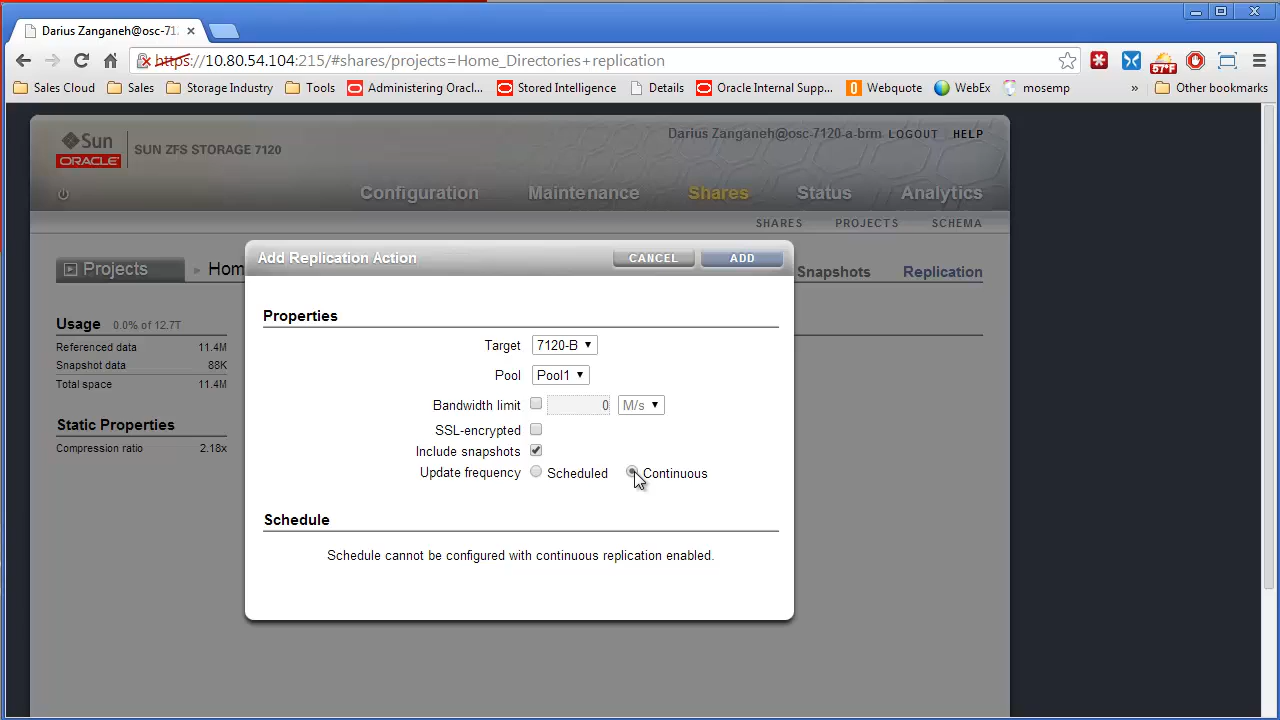 Darius Zanganeh@osc-71
https://10.80.54.104:215/#shares/projects=Home_Directories+replication
57°F
Sales Cloud Sales Storage Industry Tools Administering Orac... Stored Intelligence Details Oracle Internal Supp... Webquote WebEx mosemp » Other bookmarks
Sun
ORACLE
SUN ZFS STORAGE 7120
Darius Zanganeh@osc-7120-a-brm LOGOUT HELP
Configuration Maintenance Shares Status Analytics
SHARES PROJECTS SCHEMA
Projects » Hom Snapshots Replication
Usage 0.0% of 12.7T
Referenced data 11.4M
Snapshot data 88K
Total space 11.4M
Static Properties
Compression ratio 2.18x
Add Replication Action CANCEL ADD
Properties
Target 7120-B
Pool Pool1
Bandwidth limit 0 M/s
SSL-encrypted
Include snapshots
Update frequency Scheduled Continuous
Schedule
Schedule cannot be configured with continuous replication enabled.